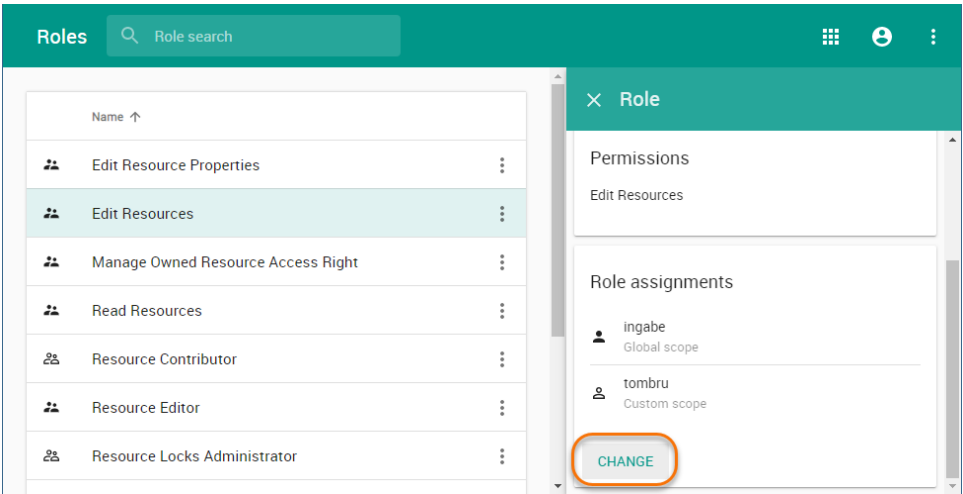 Roles
Role search
Name
Edit Resource Properties
Edit Resources
Manage Owned Resource Access Right
Read Resources
Resource Contributor
Resource Editor
Resource Locks Administrator
Role
Permissions
Edit Resources
Role assignments
ingabe
Global scope
tombru
Custom scope
CHANGE